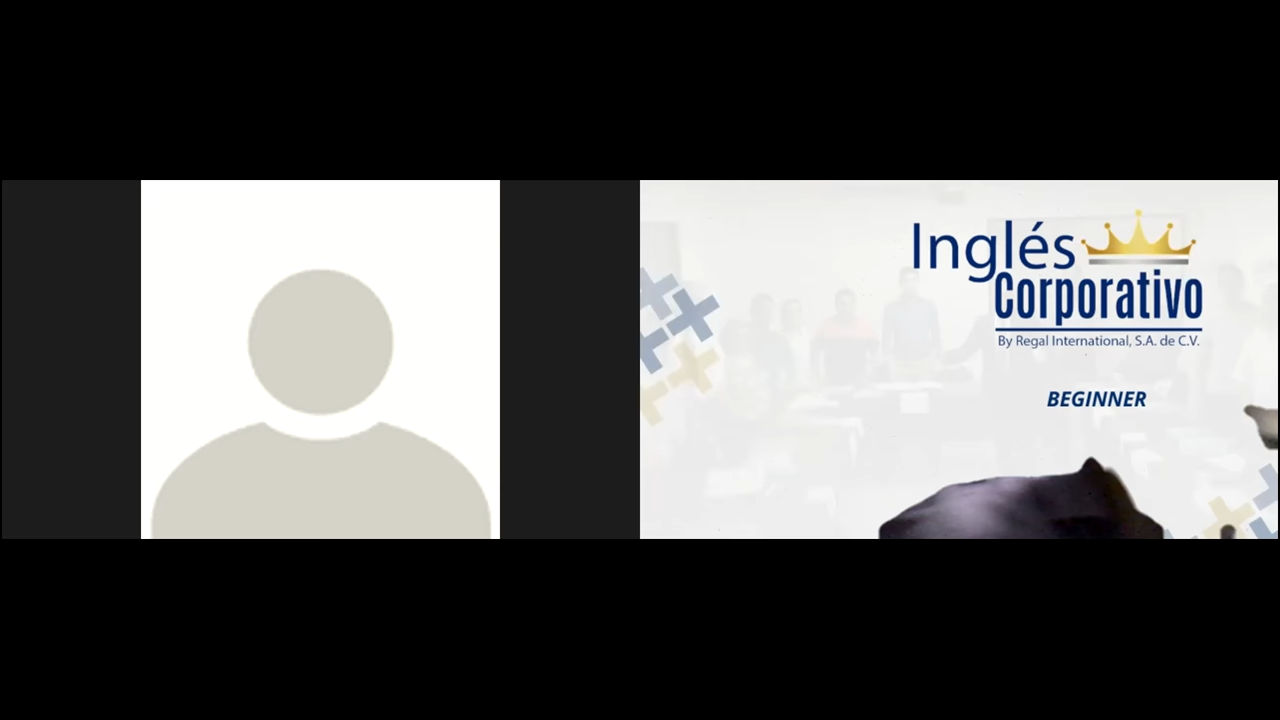 Inglés
Corporativo
By Regal International, S.A. de C.V.
BEGINNER